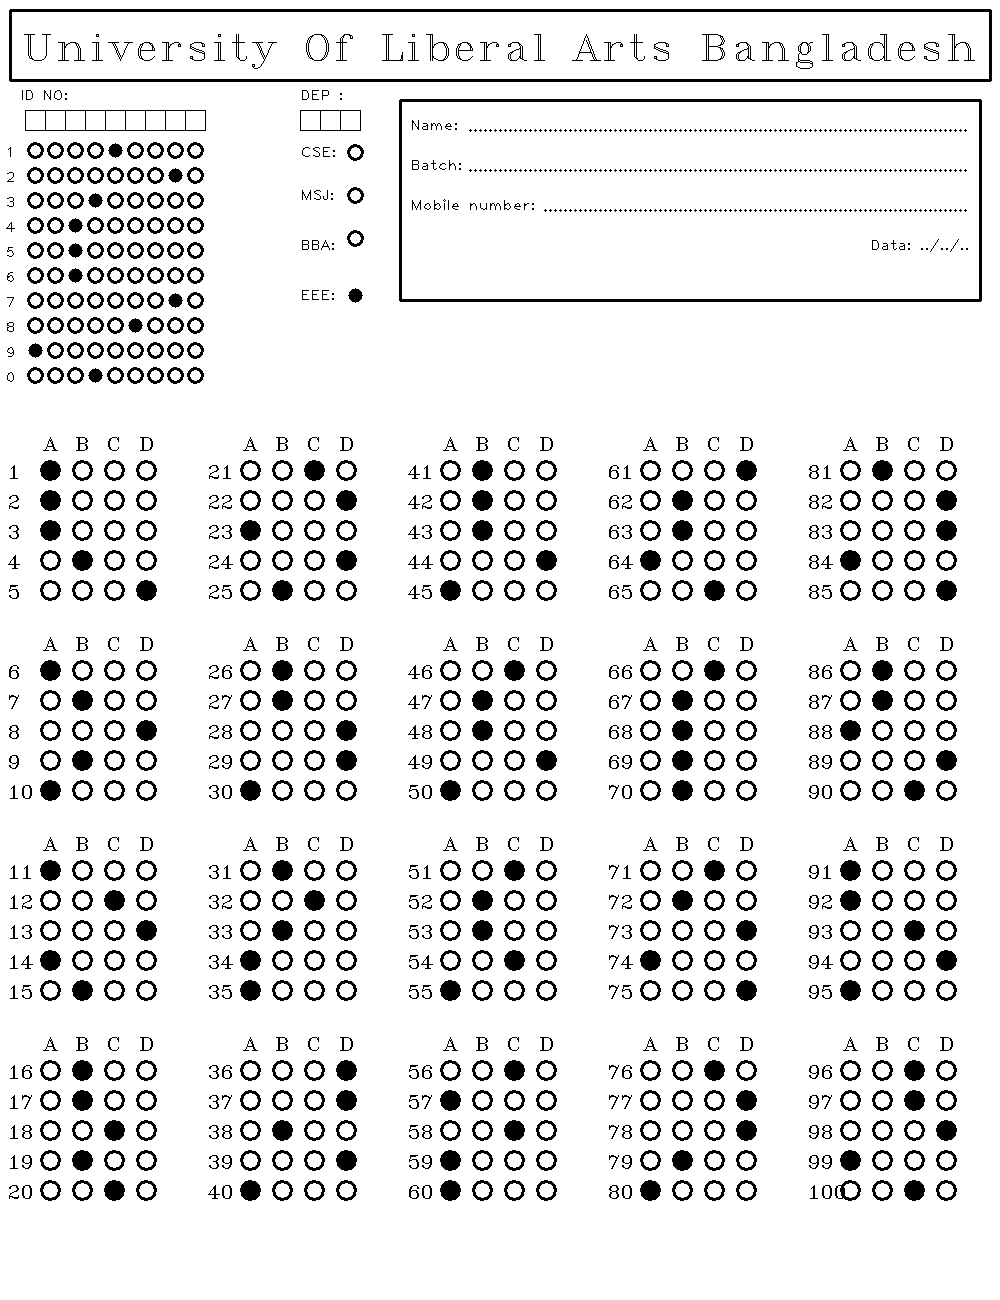 University Of Liberal Arts Bangladesh
ID NO:
DEP :
Name: ........................................
Batch: ........................................
Mobile number: ........................................
Data: ../../..
CSE:
MSJ:
BBA:
EEE:
1
2
3
4
5
6
7
8
9
0
A B C D A B C D A B C D A B C D A B C D
1 21 41 61 81
2 22 42 62 82
3 23 43 63 83
4 24 44 64 84
5 25 45 65 85
A B C D A B C D A B C D A B C D A B C D
6 26 46 66 86
7 27 47 67 87
8 28 48 68 88
9 29 49 69 89
10 30 50 70 90
A B C D A B C D A B C D A B C D A B C D
11 31 51 71 91
12 32 52 72 92
13 33 53 73 93
14 34 54 74 94
15 35 55 75 95
A B C D A B C D A B C D A B C D A B C D
16 36 56 76 96
17 37 57 77 97
18 38 58 78 98
19 39 59 79 99
20 40 60 80 100